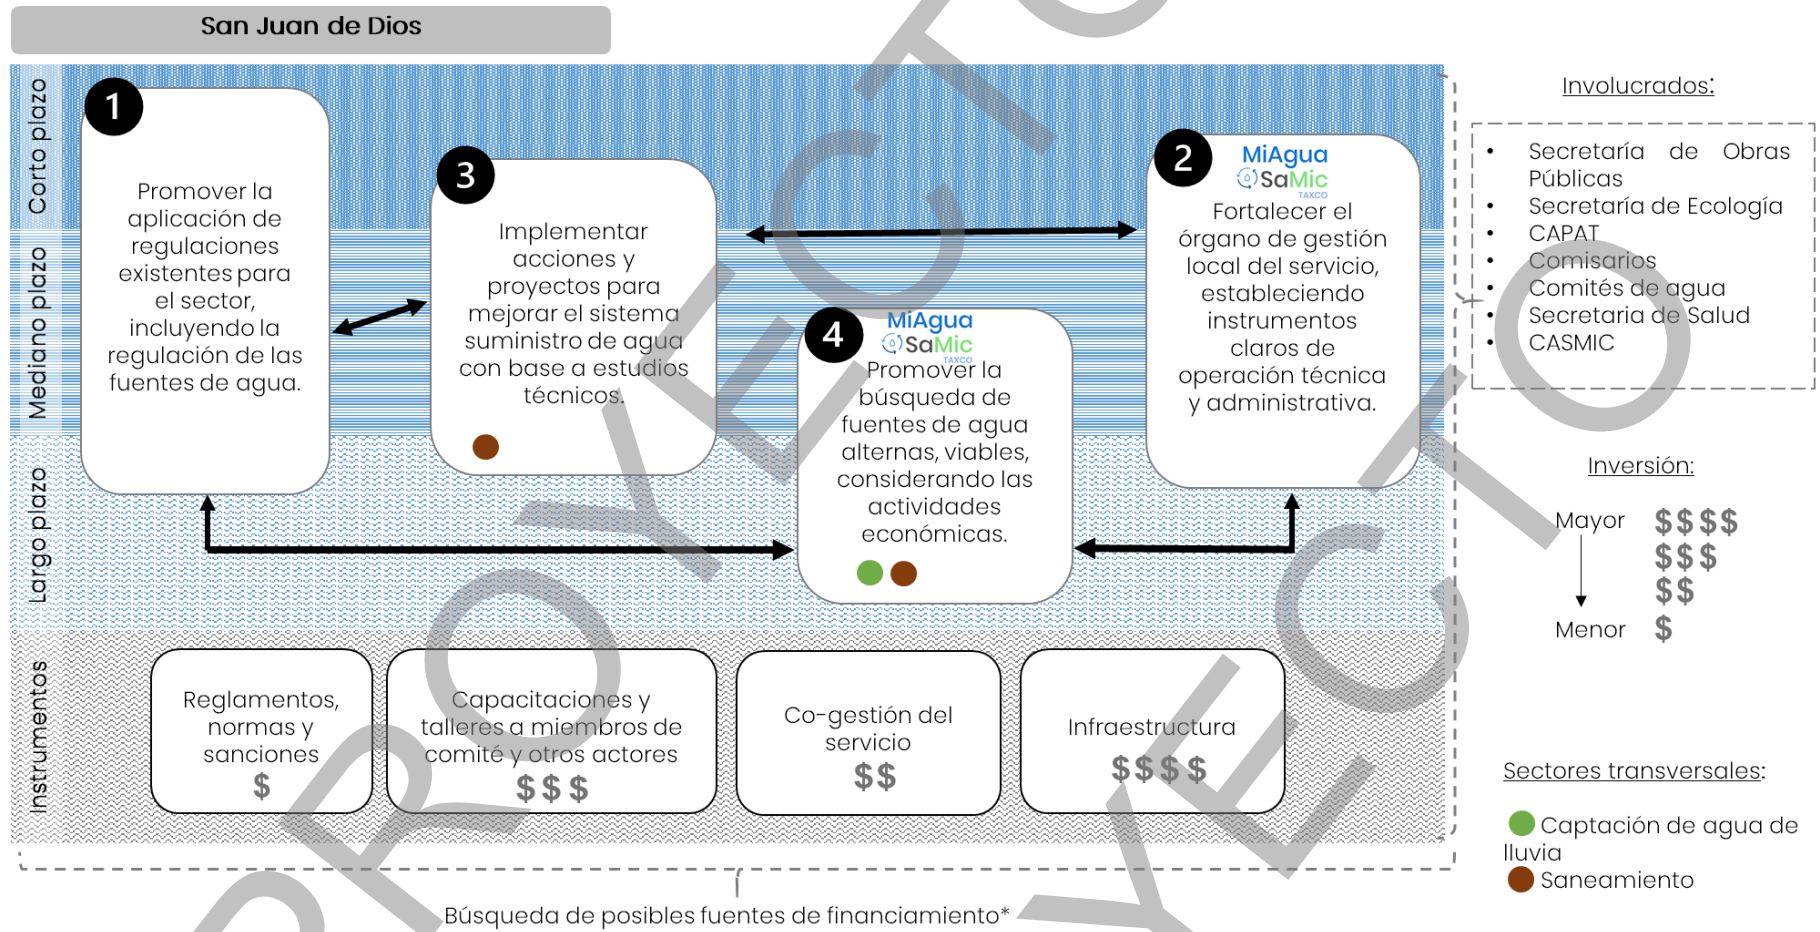 San Juan de Dios
Corto plazo
Mediano plazo
Largo plazo
Instrumentos
1
Promover la
aplicación de
regulaciones
existentes para
el sector,
incluyendo la
regulación de las
fuentes de agua.
3
Implementar
acciones y
proyectos para
mejorar el sistema
suministro de agua
con base a estudios
técnicos.
4
MiAgua
SaMic
TAXCO
Promover la
búsqueda de
fuentes de agua
alternas, viables,
considerando las
actividades
económicas.
2
MiAgua
SaMic
TAXCO
Fortalecer el
órgano de gestión
local del servicio,
estableciendo
instrumentos
claros de
operación técnica
y administrativa.
Reglamentos,
normas y
sanciones
$
Capacitaciones y
talleres a miembros de
comité y otros actores
$$$
Co-gestión del
servicio
$$
Infraestructura
$$$$
Búsqueda de posibles fuentes de financiamiento*
Involucrados:
• Secretaría de Obras
Públicas
• Secretaría de Ecología
• CAPAT
• Comisarios
• Comités de agua
• Secretaria de Salud
• CASMIC
Inversión:
Mayor $$$$
$$$
$$
Menor $
Sectores transversales:
Captación de agua de
lluvia
Saneamiento
PROYECTO
PROYECTO